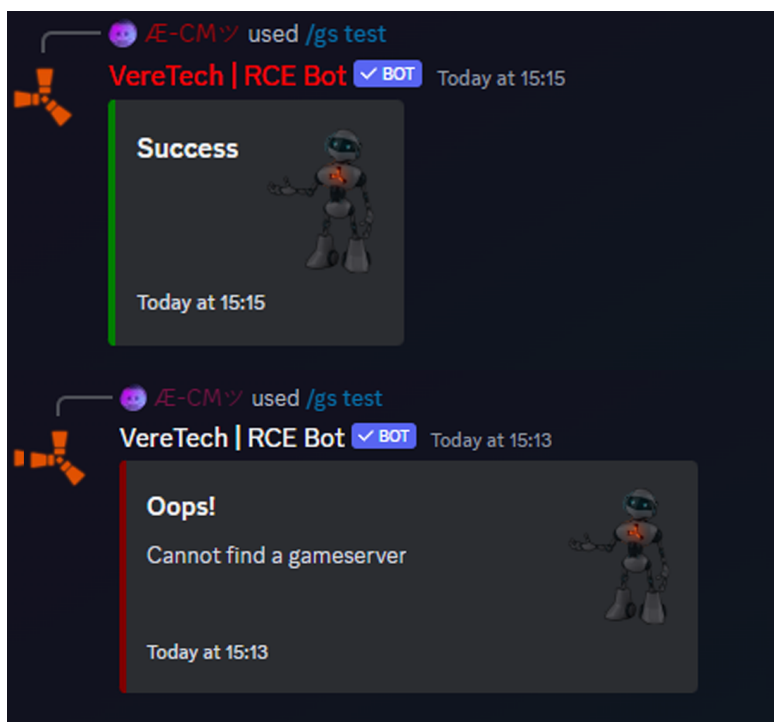 Æ-CMツ used /gs test
VereTech | RCE Bot ✓ BOT Today at 15:15
Success
Today at 15:15
Æ-CMツ used /gs test
VereTech | RCE Bot ✓ BOT Today at 15:13
Oops!
Cannot find a gameserver
Today at 15:13